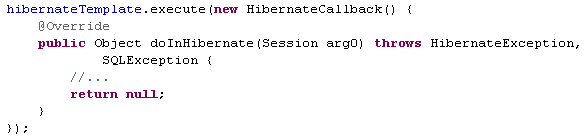 hibernateTemplate.execute(new HibernateCallback() {
    @Override
    public Object doInHibernate(Session arg0) throws HibernateException,
            SQLException {
        //...
        return null;
    }
});